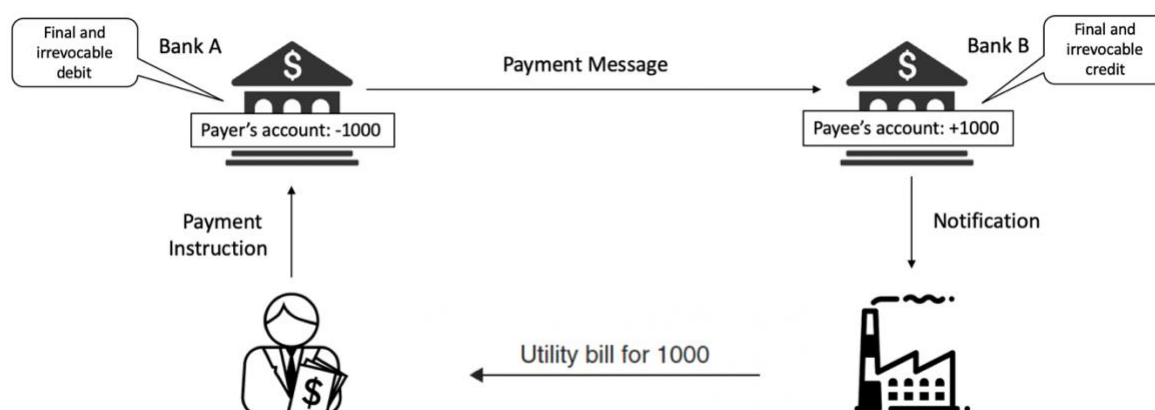 Final and
irrevocable
debit
Bank A
$
Payer's account: -1000
Payment Message
Bank B
Final and
irrevocable
credit
$
Payee's account: +1000
Payment
Instruction
Notification
$
Utility bill for 1000